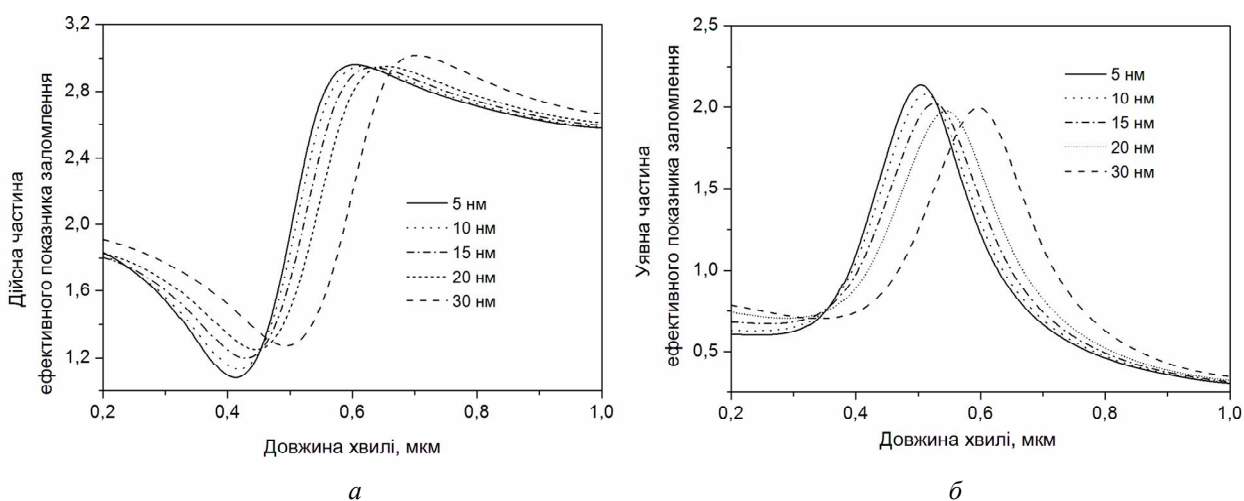 Дійсна частина
ефективного показника заломлення
3,2
2,8
2,4
2,0
1,6
1,2
5 нм
10 нм
15 нм
20 нм
30 нм
0,2 0,4 0,6 0,8 1,0
Довжина хвилі, мкм
а
Уявна частина
ефективного показника заломлення
2,5
2,0
1,5
1,0
0,5
5 нм
10 нм
15 нм
20 нм
30 нм
0,2 0,4 0,6 0,8 1,0
Довжина хвилі, мкм
б